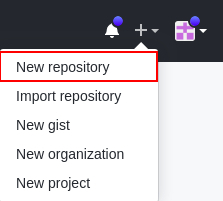 New repository
Import repository
New gist
New organization
New project